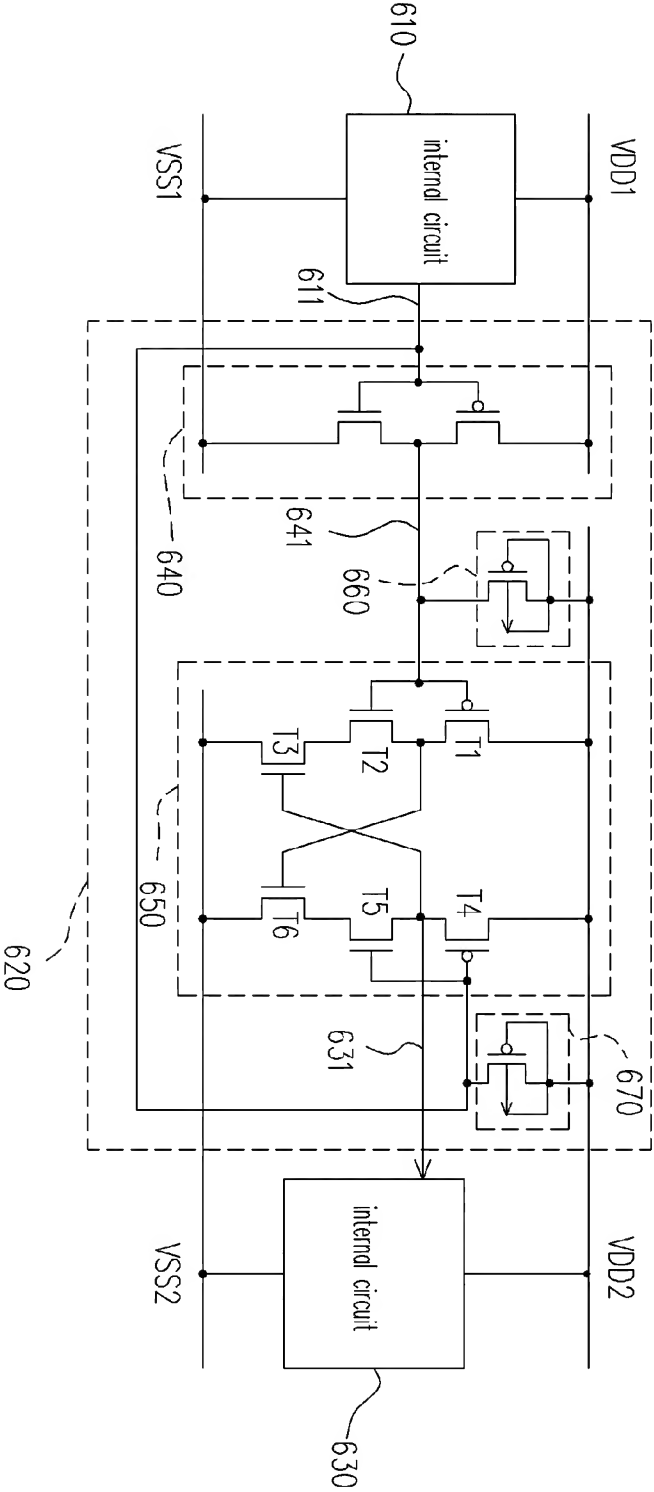 610
internal circuit
VDD1
VSS1
611
640
641
660
T1
T2
T3
T4
T5
T6
650
620
631
670
VDD2
VSS2
internal circuit
630